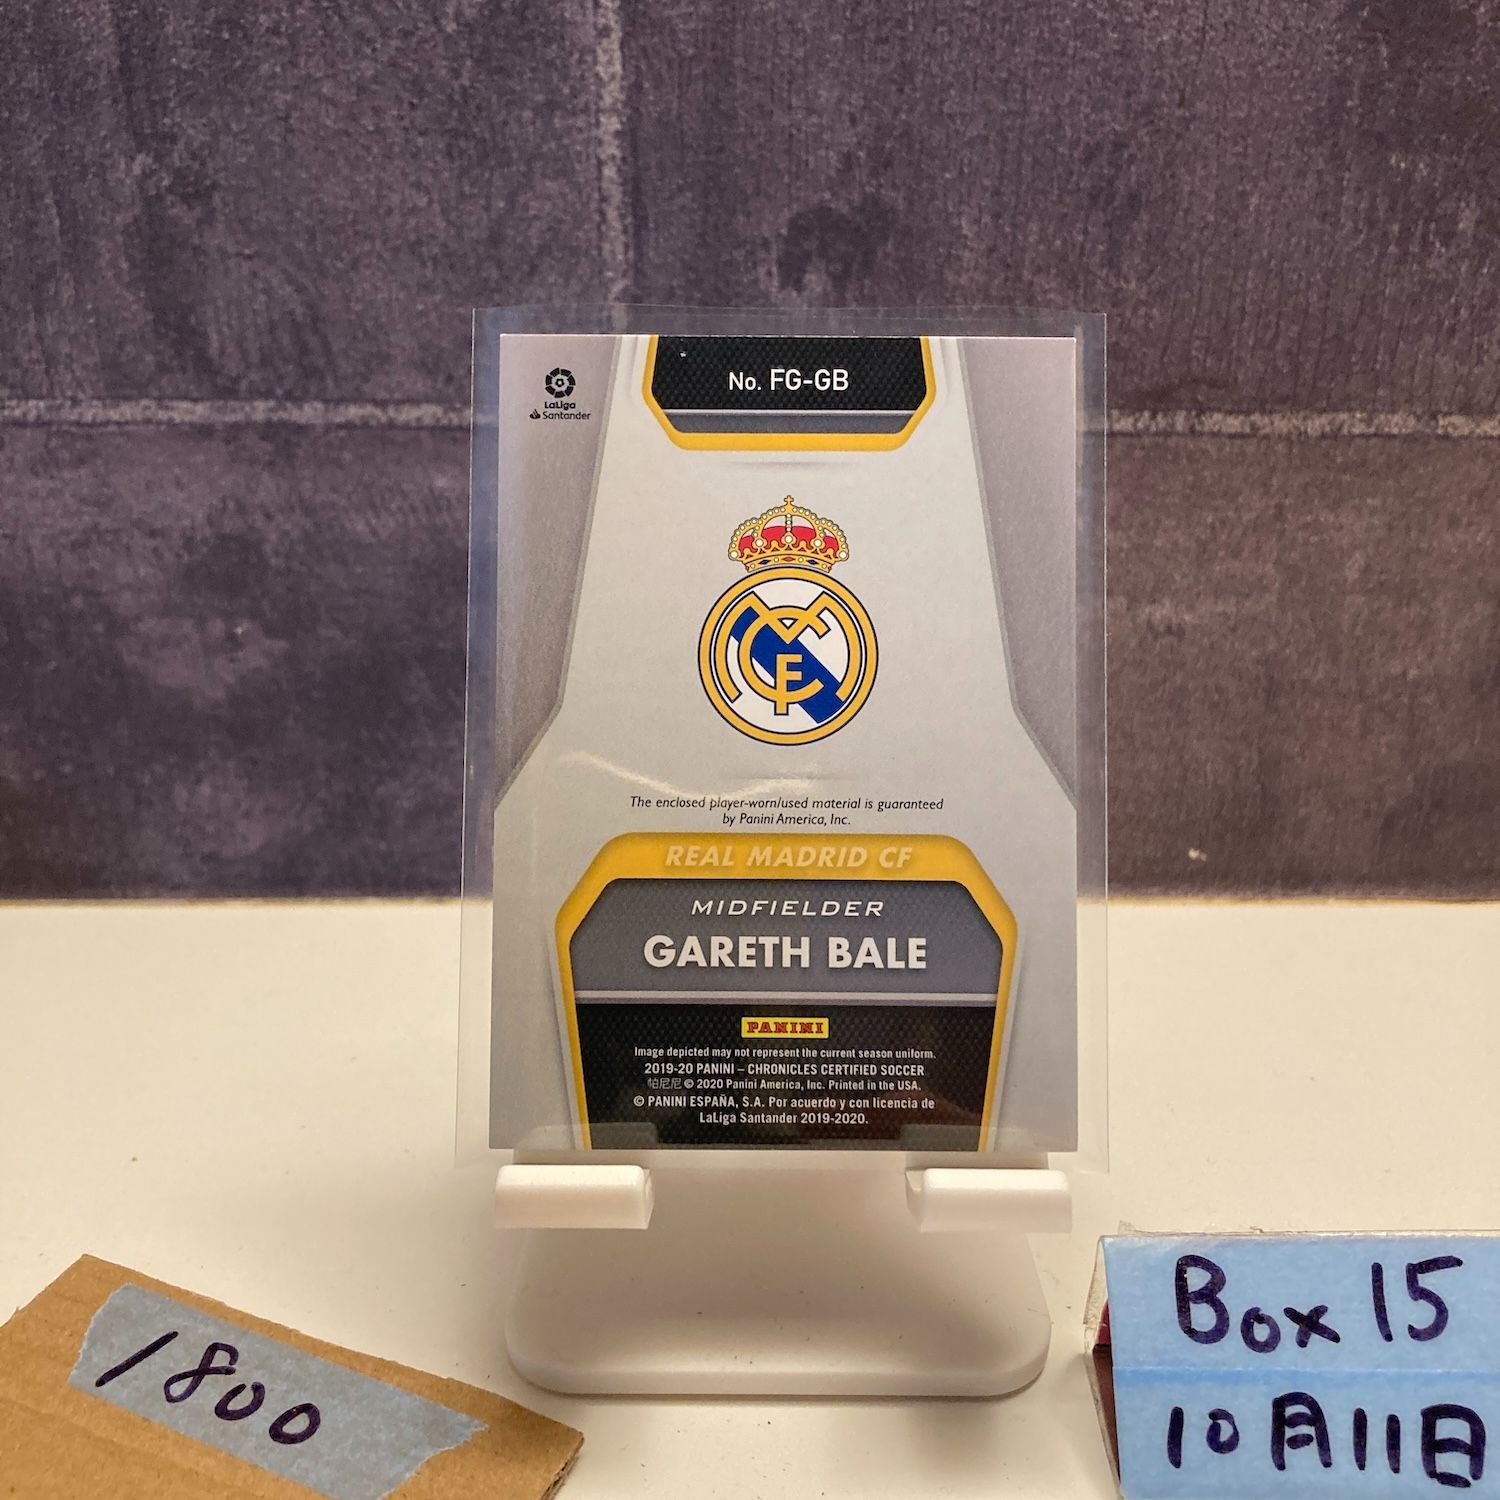 No. FG-GB
LaLiga
Santander
The enclosed player-worn/used material is guaranteed
by Panini America, Inc.
REAL MADRID CF
MIDFIELDER
GARETH BALE
PANINI
Image depicted may not represent the current season uniform.
2019-20 PANINI – CHRONICLES CERTIFIED SOCCER
帕尼尼 © 2020 Panini America, Inc. Printed in the USA.
© PANINI ESPAÑA, S.A. Por acuerdo y con licencia de
LaLiga Santander 2019-2020.
1800
Box 15
10月11日